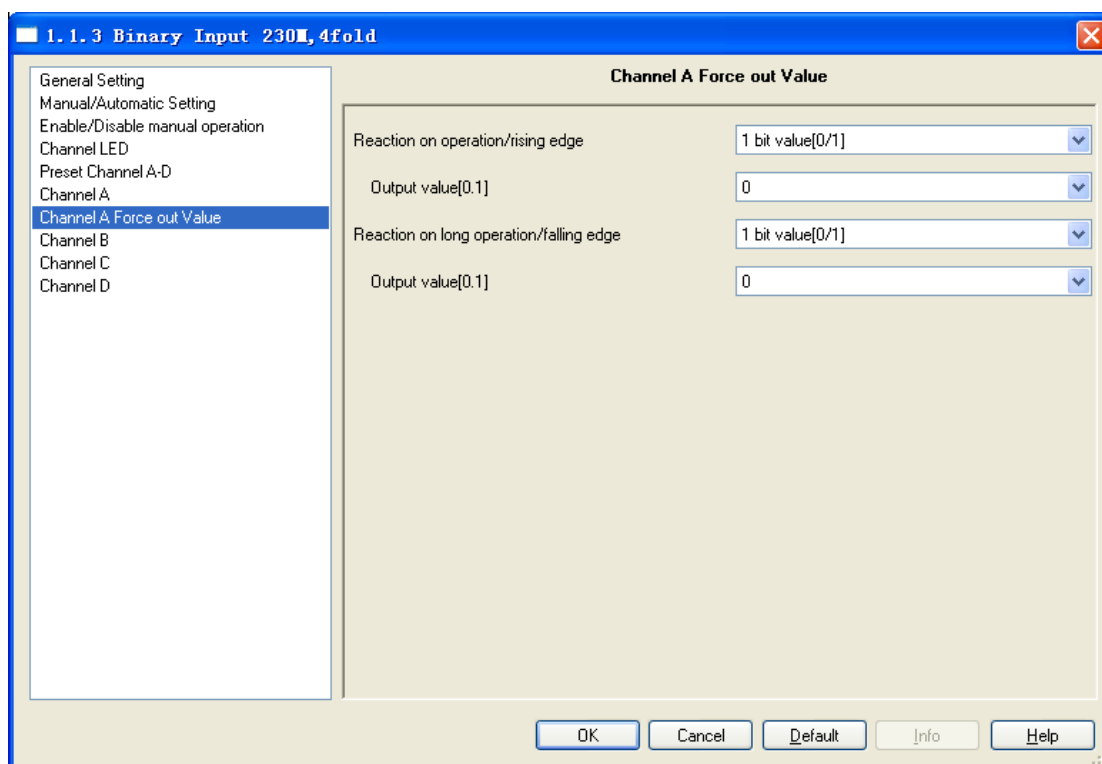 1.1.3 Binary Input 230M,4fold
General Setting
Manual/Automatic Setting
Enable/Disable manual operation
Channel LED
Preset Channel A-D
Channel A
Channel A Force out Value
Channel B
Channel C
Channel D
Channel A Force out Value
Reaction on operation/rising edge
1 bit value[0/1]
Output value[0.1]
0
Reaction on long operation/falling edge
1 bit value[0/1]
Output value[0.1]
0
OK
Cancel
Default
Info
Help